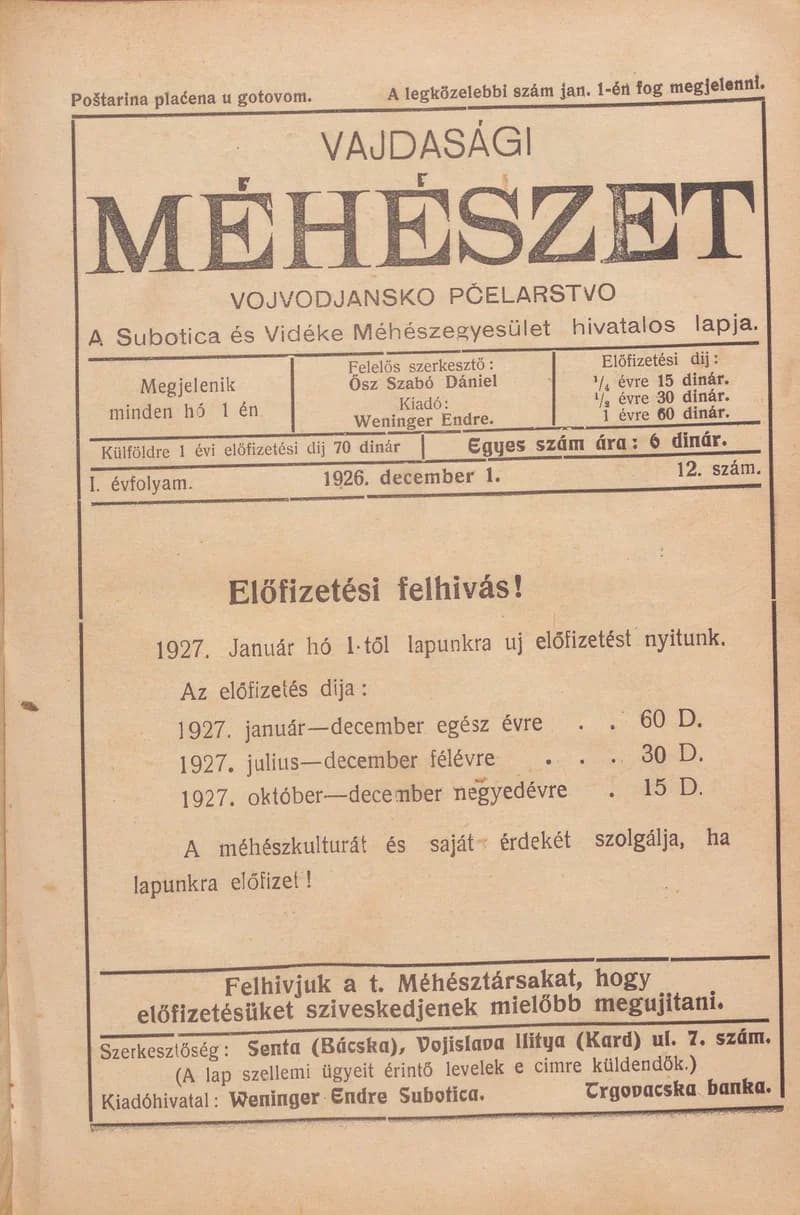 Poštarina plaćena u gotovom. A legközelebbi szám jan. 1-én fog megjelenni.
VAJDASÁGI
MÉHÉSZET
VOJVODJANSKO PČELARSTVO
A Subotica és Vidéke Méhészegyesület hivatalos lapja.
Megjelenik
minden hó 1 én
Felelős szerkesztő:
Ősz Szabó Dániel
Kiadó:
Weninger Endre.
Előfizetési dij:
1/4 évre 15 dinár.
1/2 évre 30 dinár.
1 évre 60 dinár.
Külföldre 1 évi előfizetési dij 70 dinár
Egyes szám ára: 6 dinár.
I. évfolyam. 1926. december 1. 12. szám.
Előfizetési felhivás!
1927. Január hó 1-től lapunkra uj előfizetést nyitunk.
Az előfizetés dija:
1927. január—december egész évre . . 60 D.
1927. julius—december félévre . . . 30 D.
1927. október—december negyedévre . 15 D.
A méhészkulturát és saját érdekét szolgálja, ha
lapunkra előfizet!
Felhivjuk a t. Méhésztársakat, hogy
előfizetésüket sziveskedjenek mielőbb megujitani.
Szerkesztőség: Senta (Bácska), Vojislava Ilitya (Kard) ul. 7. szám.
(A lap szellemi ügyeit érintő levelek e cimre küldendők.)
Kiadóhivatal: Weninger Endre Subotica. Trgovacska banka.